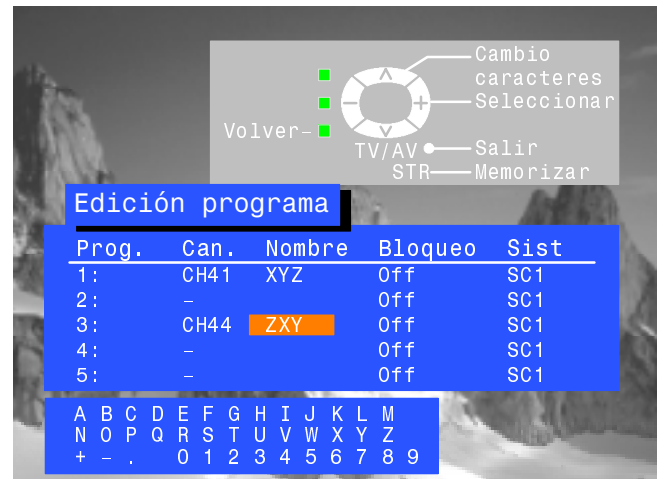 Cambio
caracteres
Seleccionar
Volver
TV/AV Salir
STR Memorizar
Edición programa
Prog. Can. Nombre Bloqueo Sist
1: CH41 XYZ Off SC1
2: – Off SC1
3: CH44 ZXY Off SC1
4: – Off SC1
5: – Off SC1
A B C D E F G H I J K L M
N O P Q R S T U V W X Y Z
+ – . 0 1 2 3 4 5 6 7 8 9